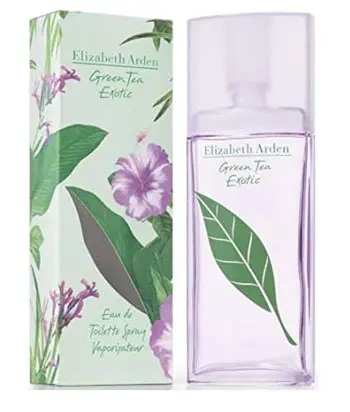 Elizabeth Arden
Green Tea
Exotic
Eau de
Toilette Spray
Vaporisateur
Elizabeth Arden
Green Tea
Exotic